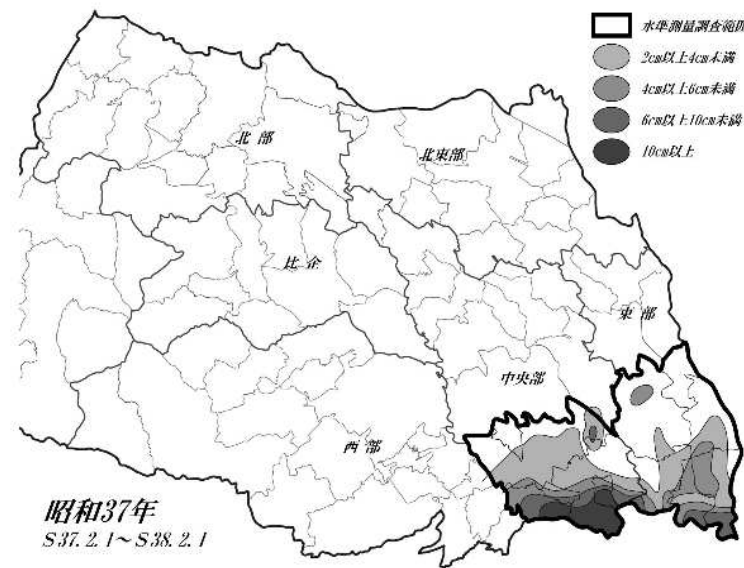 水準測量調査範囲
2cm以上4cm未満
4cm以上6cm未満
6cm以上10cm未満
10cm以上
北部
北東部
比企
東部
中央部
西部
昭和37年
S37.2.1～S38.2.1